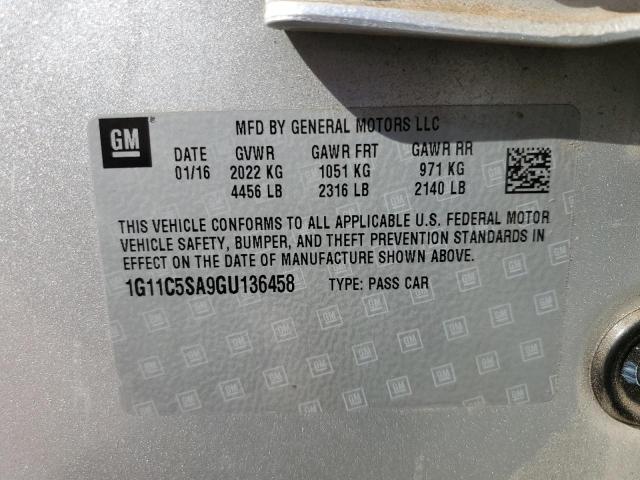 GM
MFD BY GENERAL MOTORS LLC
DATE GVWR GAWR FRT GAWR RR
01/16 2022 KG 1051 KG 971 KG
4456 LB 2316 LB 2140 LB
THIS VEHICLE CONFORMS TO ALL APPLICABLE U.S. FEDERAL MOTOR
VEHICLE SAFETY, BUMPER, AND THEFT PREVENTION STANDARDS IN
EFFECT ON THE DATE OF MANUFACTURE SHOWN ABOVE.
1G11C5SA9GU136458 TYPE: PASS CAR